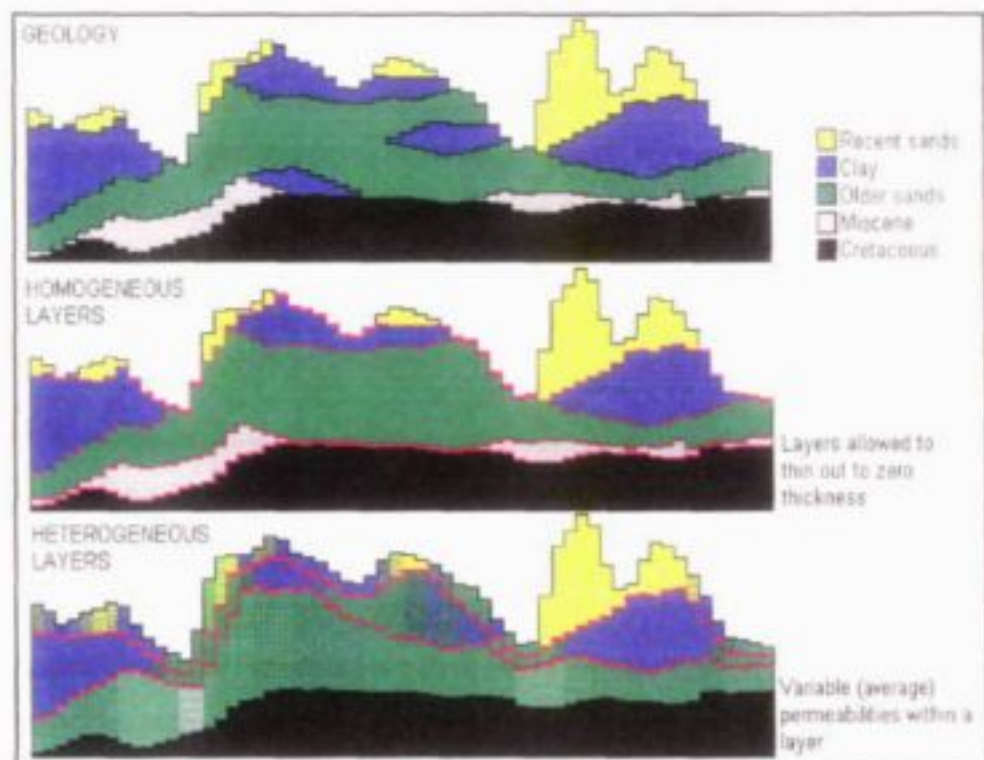 GEOLOGY
Recent sands
Clay
Older sands
Miocene
Cretaceous
HOMOGENEOUS
LAYERS
Layers allowed to
thin out to zero
thickness
HETEROGENEOUS
LAYERS
Variable (average)
permeabilities within a
layer